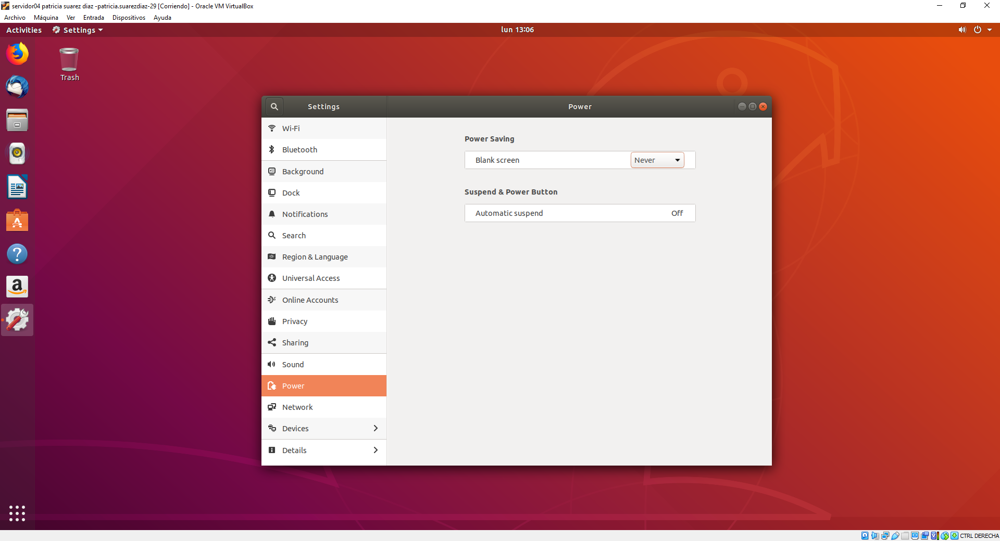 servidor04 patricia suarez diaz -patricia.suarezdiaz-29 [Corriendo] - Oracle VM VirtualBox
Archivo Máquina Ver Entrada Dispositivos Ayuda
Activities Settings lun 13:06
Trash
Settings Power
Wi-Fi
Bluetooth
Background
Dock
Notifications
Search
Region & Language
Universal Access
Online Accounts
Privacy
Sharing
Sound
Power
Network
Devices
Details
Power Saving
Blank screen Never
Suspend & Power Button
Automatic suspend Off
CTRL DERECHA